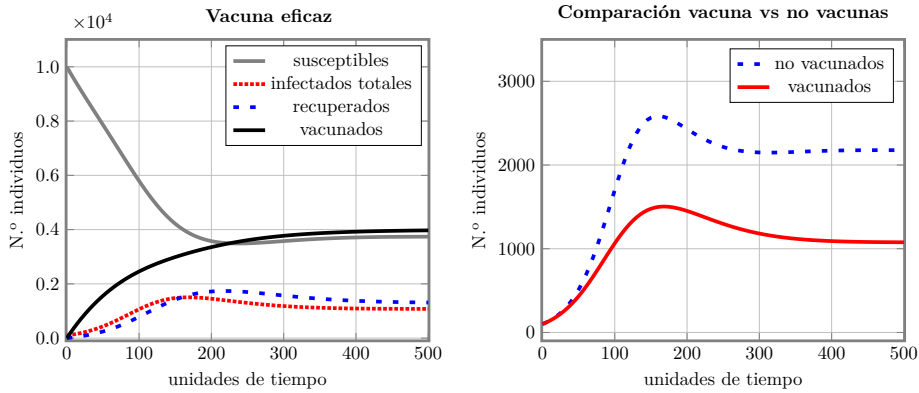 Vacuna eficaz
×10⁴
1.0
0.8
0.6
0.4
0.2
0.0
0 100 200 300 400 500
N.º individuos
unidades de tiempo
susceptibles
infectados totales
recuperados
vacunados
Comparación vacuna vs no vacunas
3000
2000
1000
0
0 100 200 300 400 500
N.º individuos
unidades de tiempo
no vacunados
vacunados